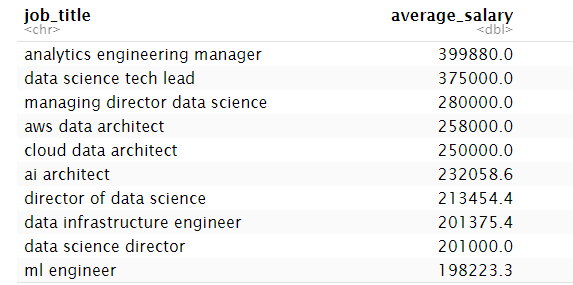 job_title average_salary
<chr> <dbl>
analytics engineering manager 399880.0
data science tech lead 375000.0
managing director data science 280000.0
aws data architect 258000.0
cloud data architect 250000.0
ai architect 232058.6
director of data science 213454.4
data infrastructure engineer 201375.4
data science director 201000.0
ml engineer 198223.3